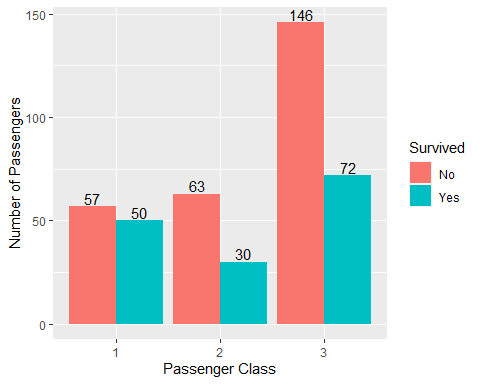 150
100
50
0
Number of Passengers
57
50
63
30
146
72
1
2
3
Passenger Class
Survived
No
Yes